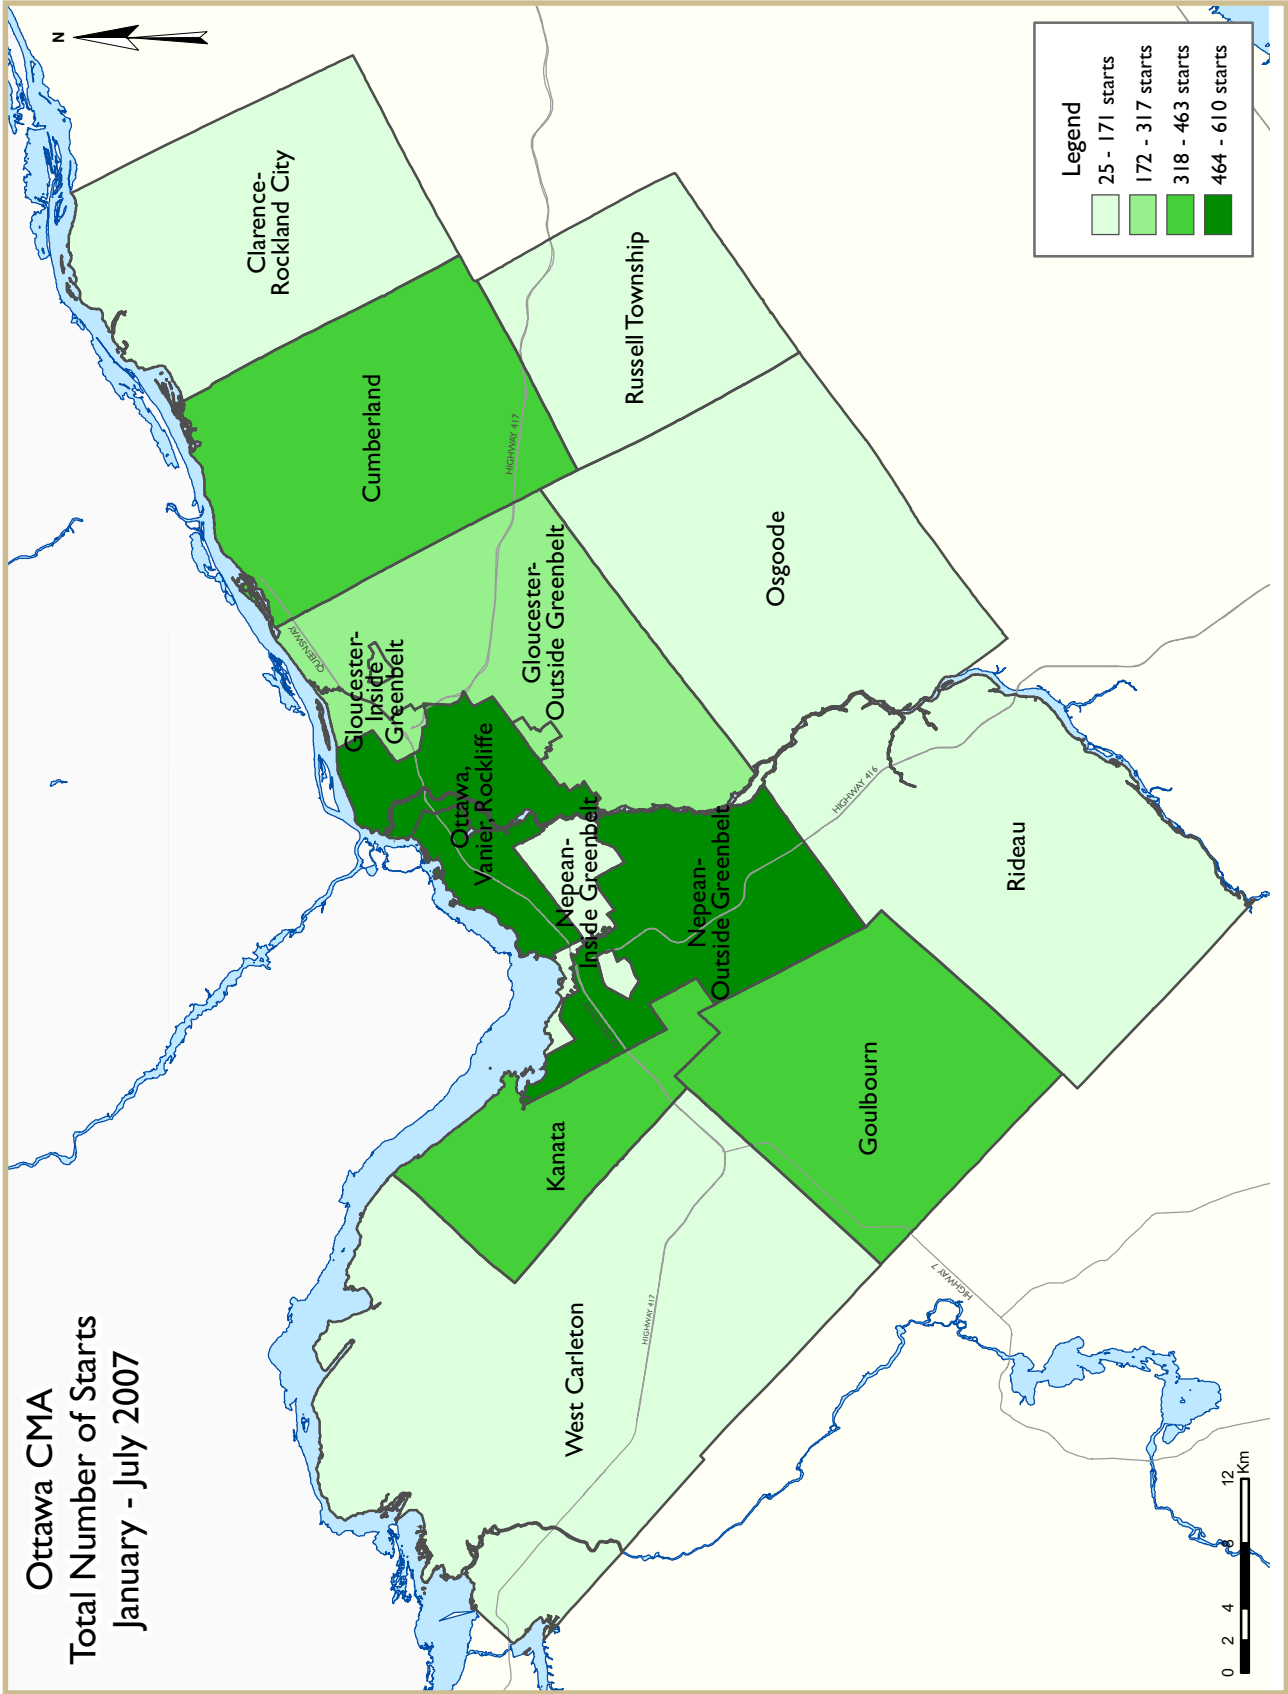 Ottawa CMA
Total Number of Starts
January - July 2007
N
Clarence-
Rockland City
Cumberland
Russell Township
HIGHWAY 417
QUEENSWAY
Gloucester-
Inside
Greenbelt
Gloucester-
Outside Greenbelt
Osgoode
Ottawa,
Vanier, Rockliffe
Nepean-
Inside Greenbelt
Nepean-
Outside Greenbelt
HIGHWAY 416
Rideau
Kanata
Goulbourn
West Carleton
HIGHWAY 417
HIGHWAY 7
Legend
25 - 171 starts
172 - 317 starts
318 - 463 starts
464 - 610 starts
0 2 4 8 12
Km